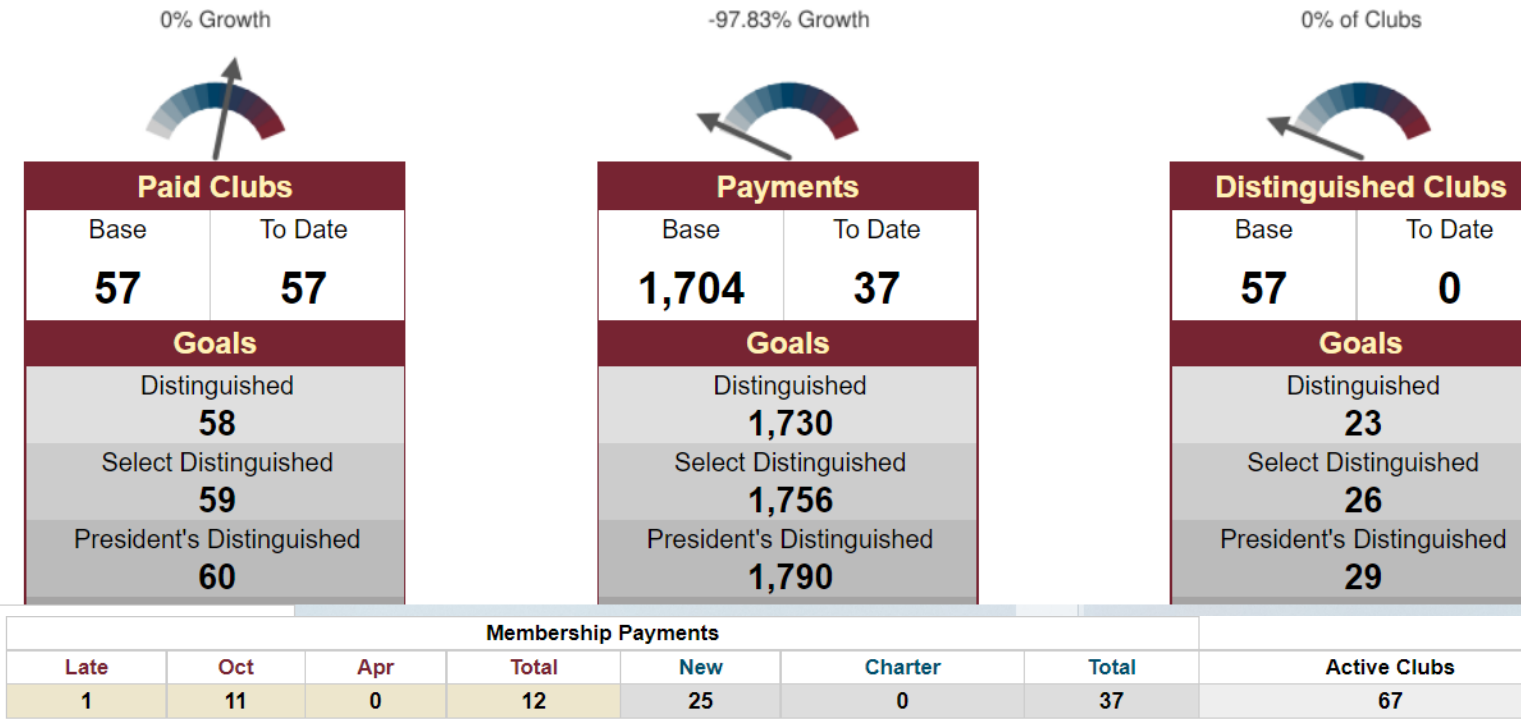 0% Growth -97.83% Growth 0% of Clubs
Paid Clubs Payments Distinguished Clubs
Base To Date Base To Date Base To Date
57 57 1,704 37 57 0
Goals Goals Goals
Distinguished Distinguished Distinguished
58 1,730 23
Select Distinguished Select Distinguished Select Distinguished
59 1,756 26
President's Distinguished President's Distinguished President's Distinguished
60 1,790 29
Membership Payments
Late Oct Apr Total New Charter Total Active Clubs
1 11 0 12 25 0 37 67